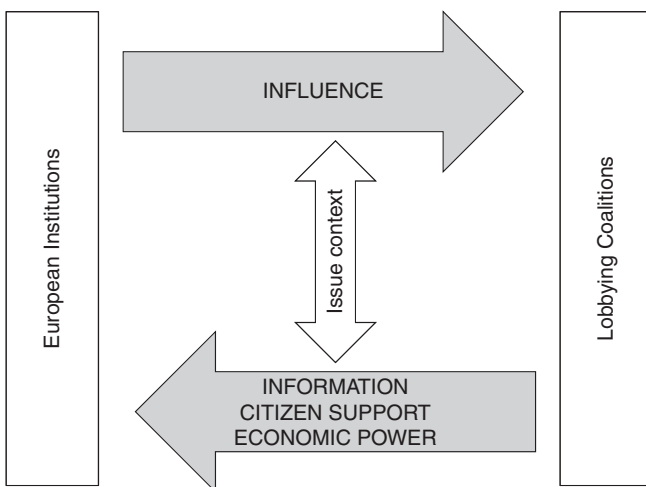 INFLUENCE
European Institutions
Issue context
Lobbying Coalitions
INFORMATION
CITIZEN SUPPORT
ECONOMIC POWER